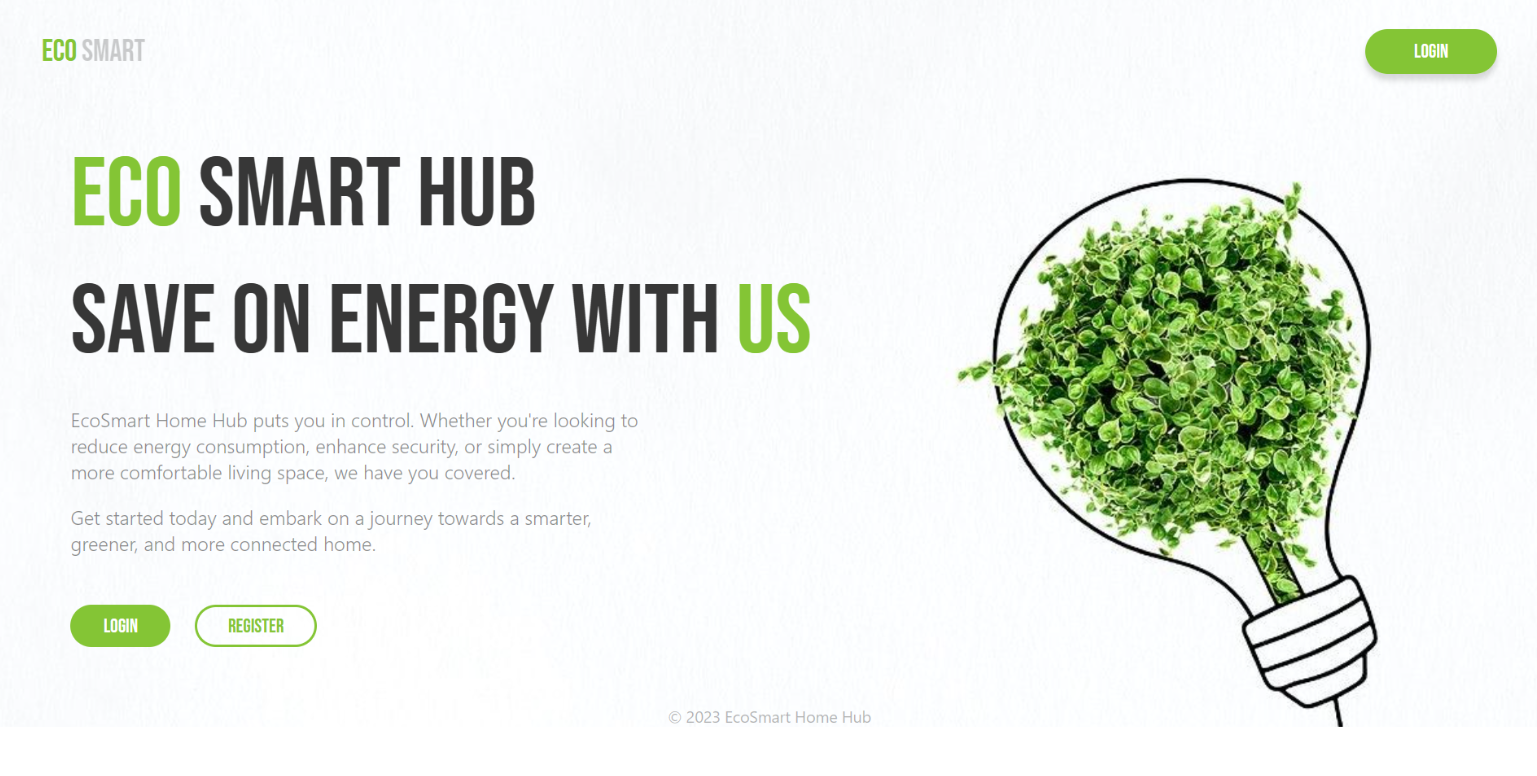 ECO SMART
LOGIN
ECO SMART HUB
SAVE ON ENERGY WITH US
EcoSmart Home Hub puts you in control. Whether you're looking to
reduce energy consumption, enhance security, or simply create a
more comfortable living space, we have you covered.
Get started today and embark on a journey towards a smarter,
greener, and more connected home.
LOGIN
REGISTER
© 2023 EcoSmart Home Hub